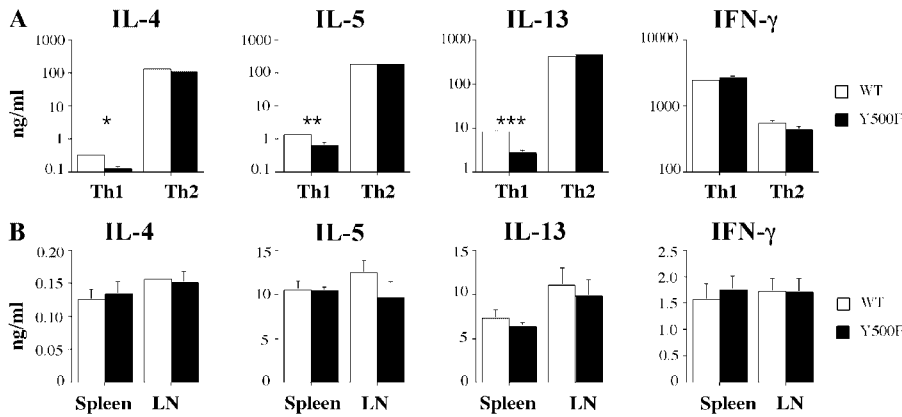 A IL-4 IL-5 IL-13 IFN-γ
1000 1000 1000 10000
100 100 100 1000
10 10 10 100
1 1 1
0.1 0.1
ng/ml
* ** ***
WT
Y500F
Th1 Th2 Th1 Th2 Th1 Th2 Th1 Th2
B IL-4 IL-5 IL-13 IFN-γ
0.20 15 15 2.5
0.15 10 10 2.0
0.10 5 5 1.5
0.05 0 0 1.0
0 0.5
0
ng/ml
WT
Y500F
Spleen LN Spleen LN Spleen LN Spleen LN